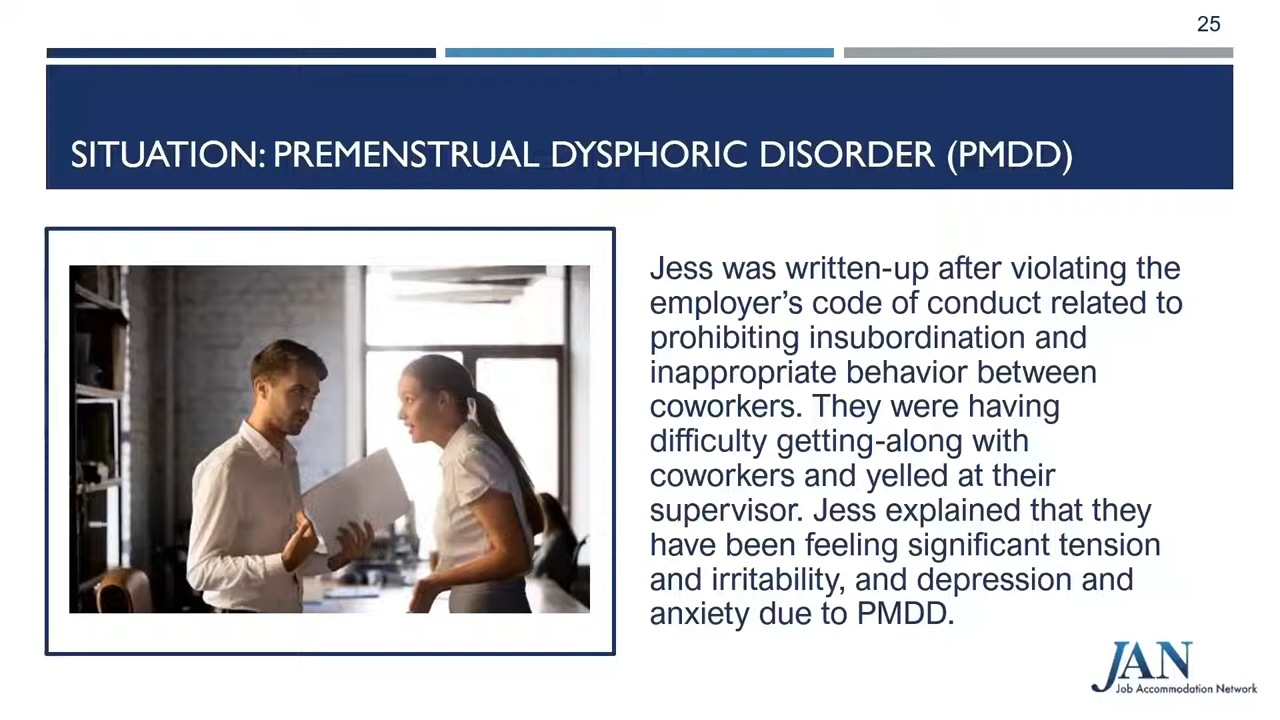 25
SITUATION: PREMENSTRUAL DYSPHORIC DISORDER (PMDD)
Jess was written-up after violating the
employer’s code of conduct related to
prohibiting insubordination and
inappropriate behavior between
coworkers. They were having
difficulty getting-along with
coworkers and yelled at their
supervisor. Jess explained that they
have been feeling significant tension
and irritability, and depression and
anxiety due to PMDD.
JAN
Job Accommodation Network